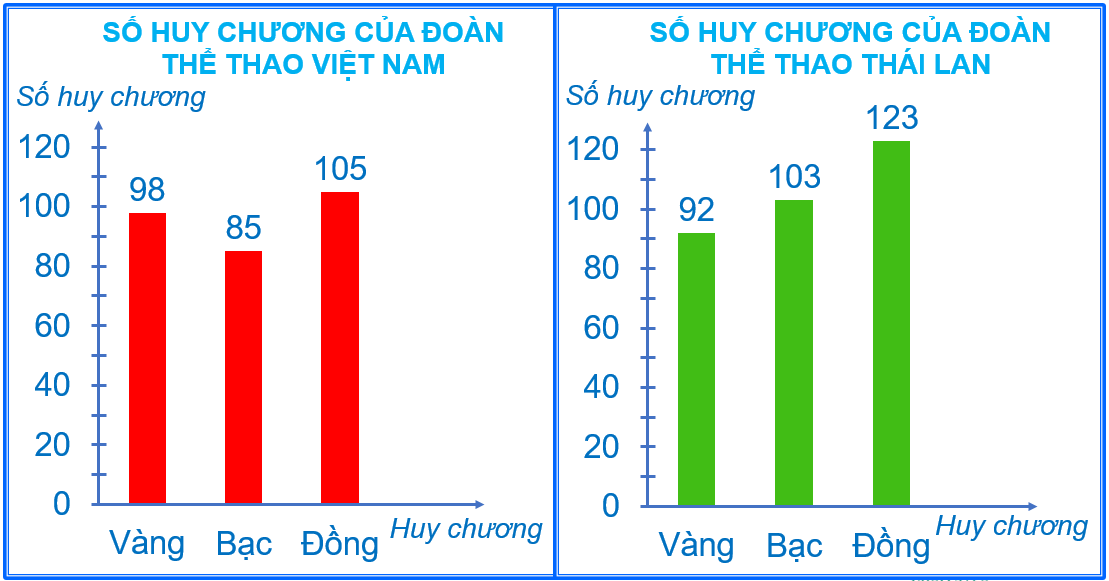 SỐ HUY CHƯƠNG CỦA ĐOÀN
THỂ THAO VIỆT NAM
Số huy chương
120
100
80
60
40
20
0
98
85
105
Vàng
Bạc
Đồng
Huy chương
SỐ HUY CHƯƠNG CỦA ĐOÀN
THỂ THAO THÁI LAN
Số huy chương
120
100
80
60
40
20
0
92
103
123
Vàng
Bạc
Đồng
Huy chương